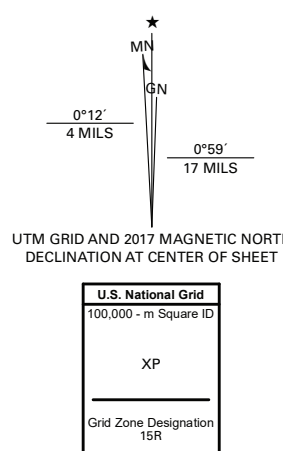 MN
GN
0°12´
4 MILS
0°59´
17 MILS
UTM GRID AND 2017 MAGNETIC NORT
DECLINATION AT CENTER OF SHEET
U.S. National Grid
100,000 - m Square ID
XP
Grid Zone Designation
15R